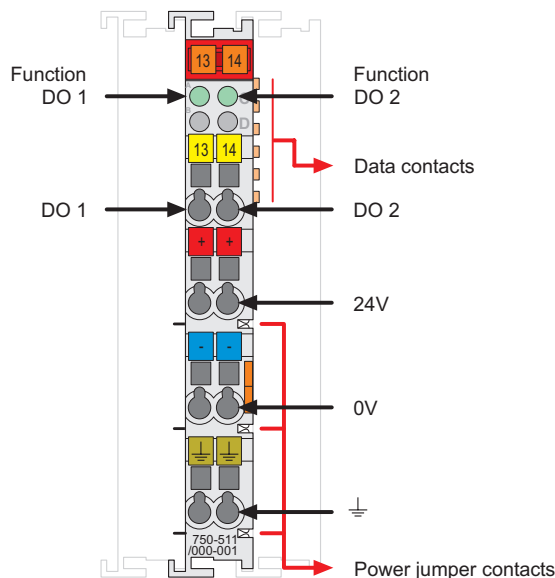 13 14
Function
DO 1
Function
DO 2
A
C
B
D
13 14
Data contacts
DO 1
DO 2
+ +
24V
- -
0V
750-511
/000-001
Power jumper contacts